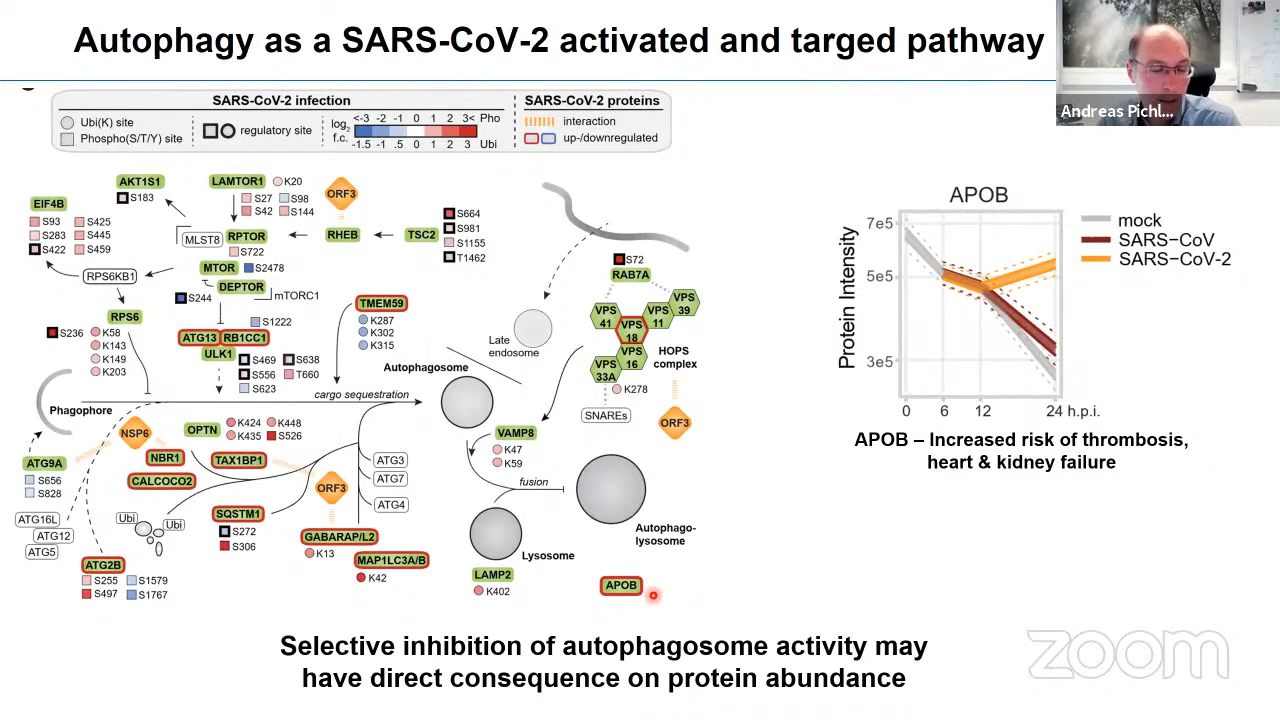 Autophagy as a SARS-CoV-2 activated and targed pathway
Andreas Pichl...
SARS-CoV-2 infection
Ubi(K) site
Phospho(S/T/Y) site
regulatory site
log2 f.c.
<-3 -2 -1 0 1 2 3< Pho
-1.5 -1 .5 0 1 2 3 Ubi
SARS-CoV-2 proteins
interaction
up-/downregulated
AKT1S1
S183
LAMTOR1
K20
S27 S98
S42 S144
ORF3
EIF4B
S93 S425
S283 S445
S422 S459
MLST8
RPTOR
S722
RHEB
TSC2
S664
S981
S1155
T1462
MTOR
S2478
RPS6KB1
DEPTOR
S244
mTORC1
RPS6
S236
K58
K143
K149
K203
S1222
ATG13 RB1CC1
ULK1
S469 S638
S556 T660
S623
TMEM59
K287
K302
K315
S72
RAB7A
VPS 41
VPS 18
VPS 11
VPS 39
VPS 16
VPS 33A
HOPS complex
K278
SNAREs
ORF3
Late endosome
Autophagosome
cargo sequestration
Phagophore
NSP6
OPTN
K424 K448
K435 S526
NBR1
TAX1BP1
CALCOCO2
ATG9A
S656
S828
ATG16L
ATG12
ATG5
Ubi
Ubi
SQSTM1
S272
S306
ORF3
ATG3
ATG7
ATG4
GABARAP/L2
K13
MAP1LC3A/B
K42
ATG2B
S255 S1579
S497 S1767
VAMP8
K47
K59
fusion
Lysosome
LAMP2
K402
Autophago-
lysosome
APOB
APOB
Protein Intensity
7e5
5e5
3e5
0 6 12 24 h.p.i.
mock
SARS-CoV
SARS-CoV-2
APOB – Increased risk of thrombosis,
heart & kidney failure
Selective inhibition of autophagosome activity may
have direct consequence on protein abundance
zoom